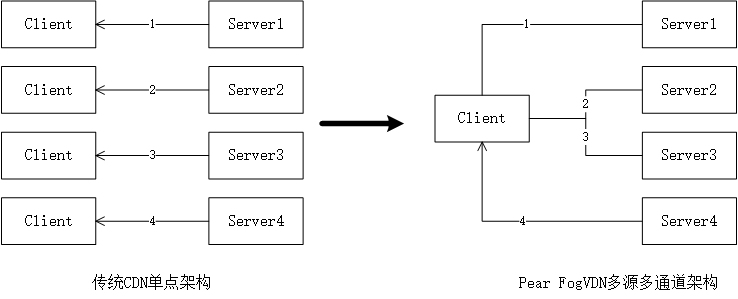 Client 1 Server1
Client 2 Server2
Client 3 Server3
Client 4 Server4
传统CDN单点架构
1 Server1
2 Server2
Client
3 Server3
4 Server4
Pear FogVDN多源多通道架构